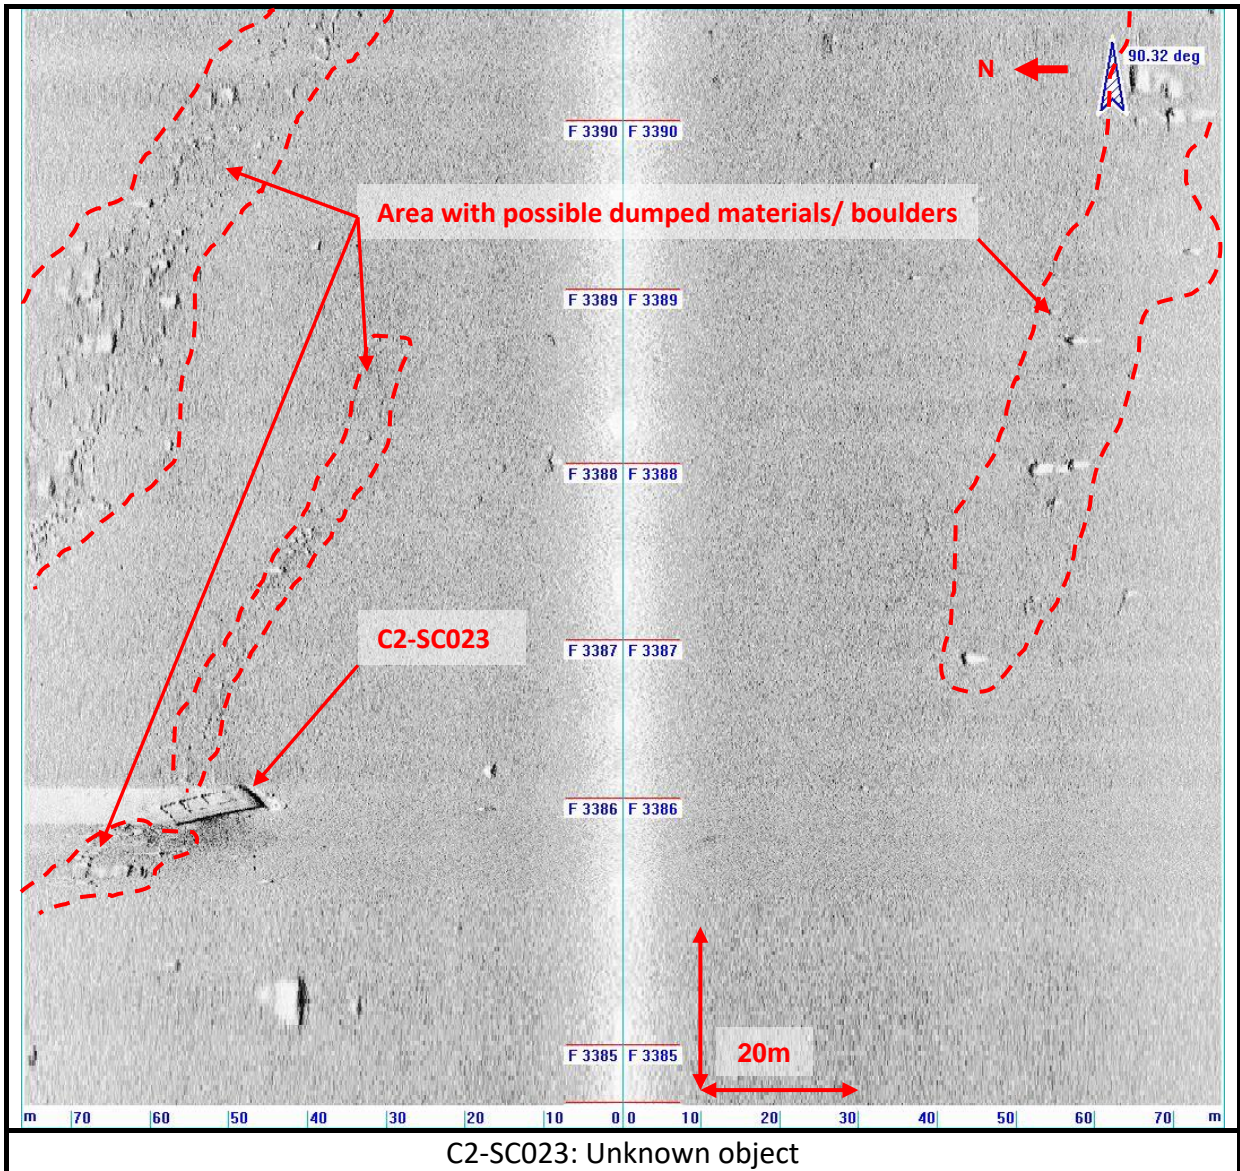 90.32 deg
N
F 3390 F 3390
Area with possible dumped materials/ boulders
F 3389 F 3389
F 3388 F 3388
C2-SC023
F 3387 F 3387
F 3386 F 3386
F 3385 F 3385
20m
m 70 60 50 40 30 20 10 0 0 10 20 30 40 50 60 70 m
C2-SC023: Unknown object